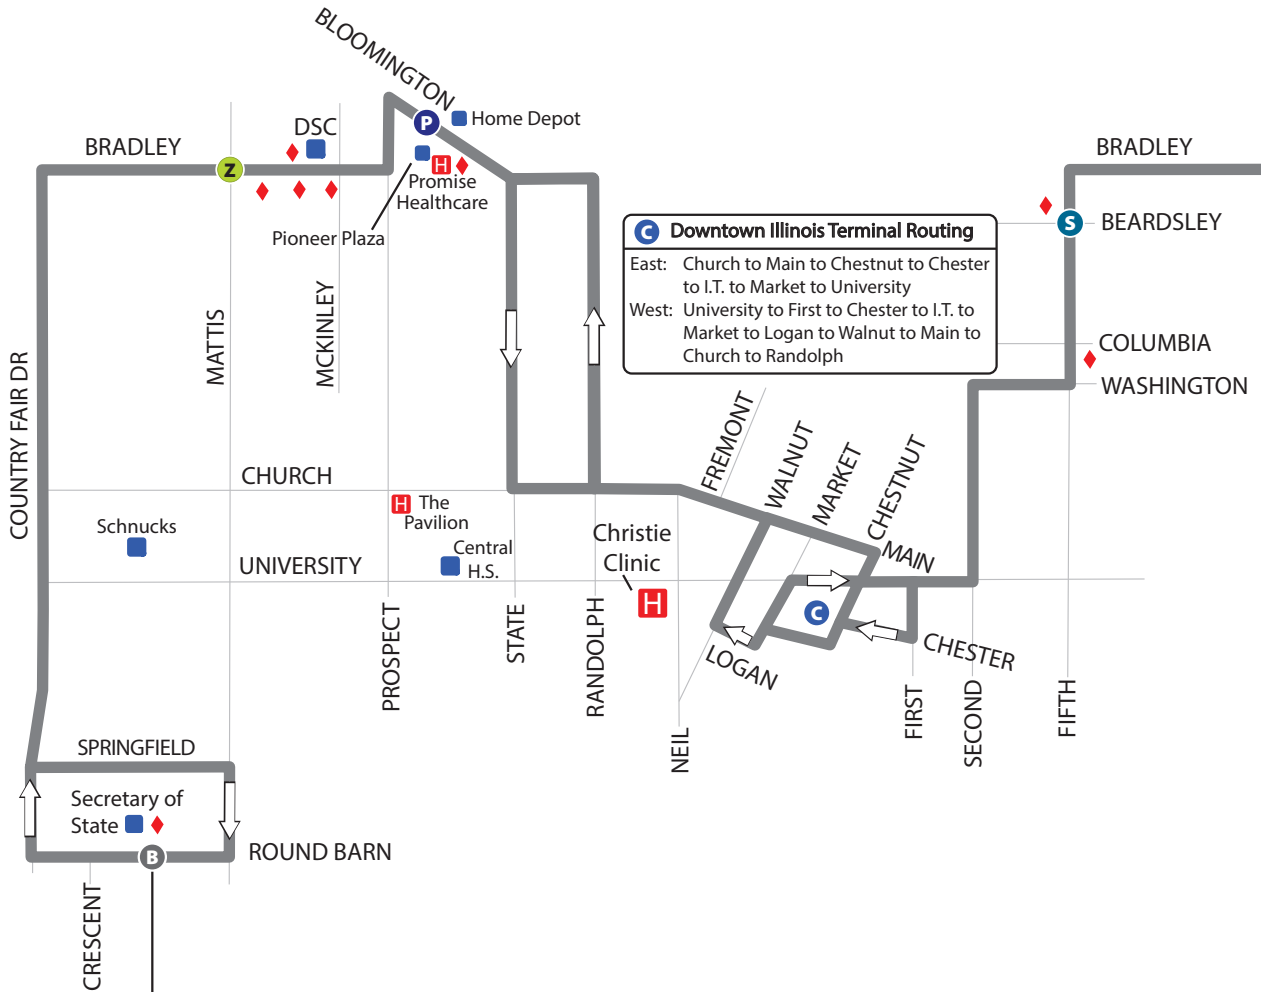 BLOOMINGTON
P
Home Depot
DSC
BRADLEY
Z
H
Promise
Healthcare
Pioneer Plaza
BRADLEY
S
BEARDSLEY
C Downtown Illinois Terminal Routing
East: Church to Main to Chestnut to Chester
to I.T. to Market to University
West: University to First to Chester to I.T. to
Market to Logan to Walnut to Main to
Church to Randolph
COLUMBIA
WASHINGTON
COUNTRY FAIR DR
MATTIS
MCKINLEY
FREMONT
WALNUT
MARKET
CHESTNUT
MAIN
CHURCH
H The
Pavilion
Schnucks
UNIVERSITY
Central
H.S.
Christie
Clinic
H
C
LOGAN
CHESTER
PROSPECT
STATE
RANDOLPH
NEIL
FIRST
SECOND
FIFTH
SPRINGFIELD
Secretary of
State
B
ROUND BARN
CRESCENT